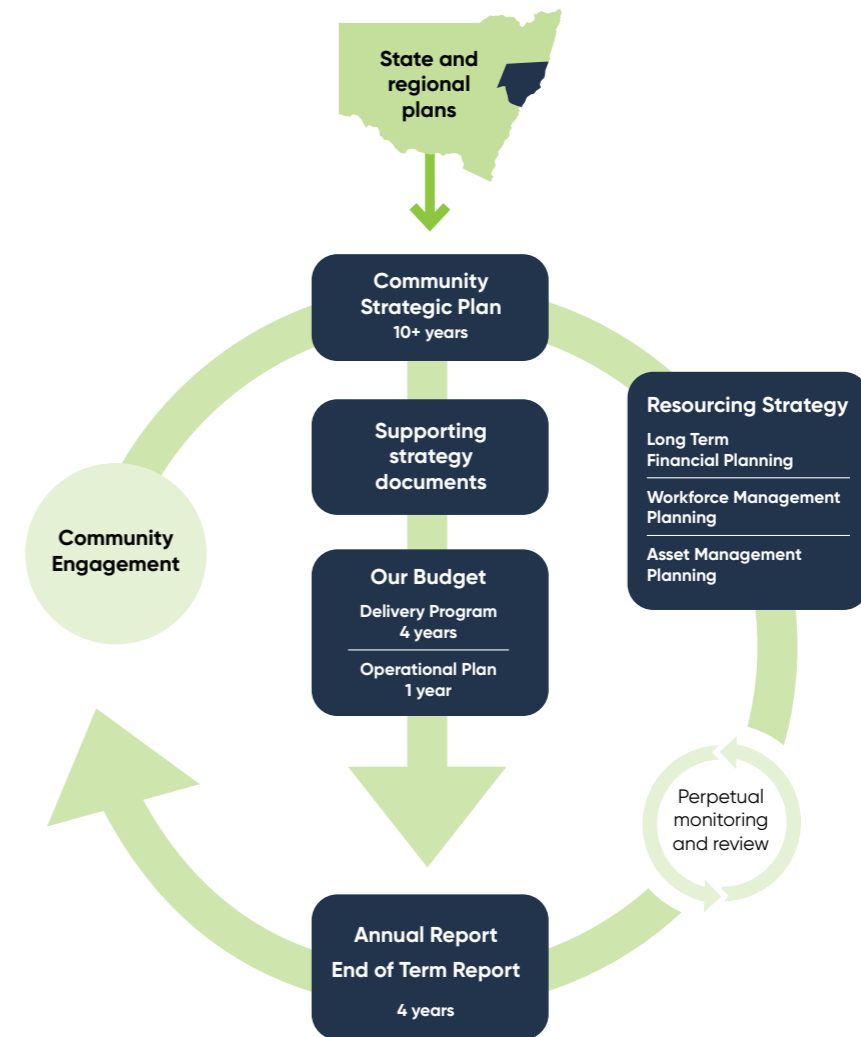 State and
regional
plans
Community
Strategic Plan
10+ years
Supporting
strategy
documents
Our Budget
Delivery Program
4 years
Operational Plan
1 year
Resourcing Strategy
Long Term
Financial Planning
Workforce Management
Planning
Asset Management
Planning
Community
Engagement
Perpetual
monitoring
and review
Annual Report
End of Term Report
4 years